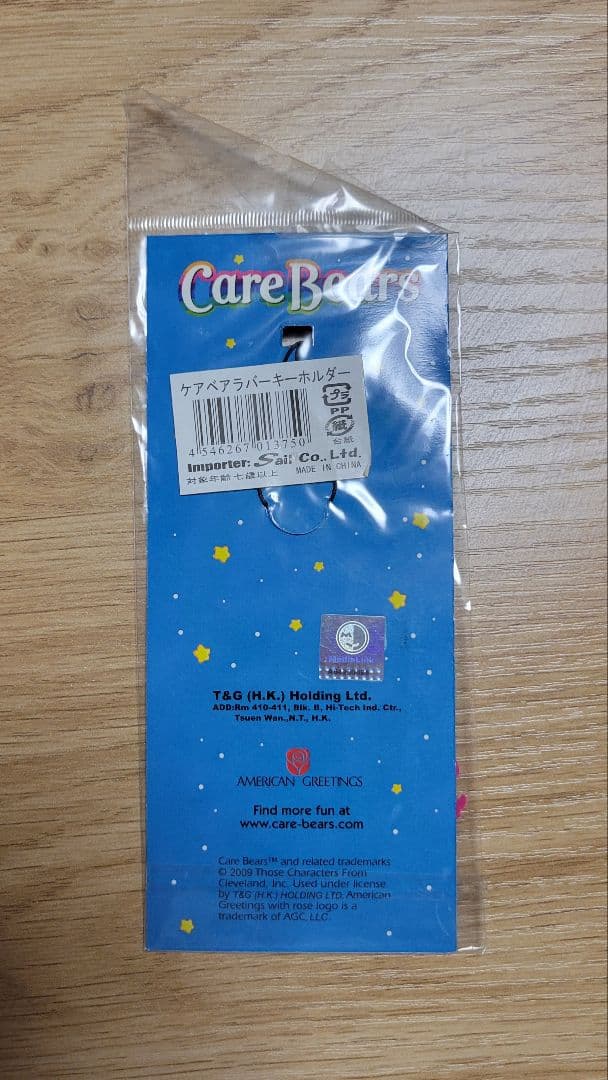 Care Bears
ケアベアラバーキーホルダー
プラ
PP
紙
台紙
4 546267 013750
Importer: Sail Co., Ltd.
対象年齢七歳以上 MADE IN CHINA
MediaLink
T&G (H.K.) Holding Ltd.
ADD:Rm 410-411, Blk. B, Hi-Tech Ind. Ctr.,
Tsuen Wan.,N.T., H.K.
AMERICAN GREETINGS
Find more fun at
www.care-bears.com
Care Bears™ and related trademarks
© 2009 Those Characters From
Cleveland, Inc. Used under license
by T&G (H.K.) HOLDING LTD. American
Greetings with rose logo is a
trademark of AGC, LLC.